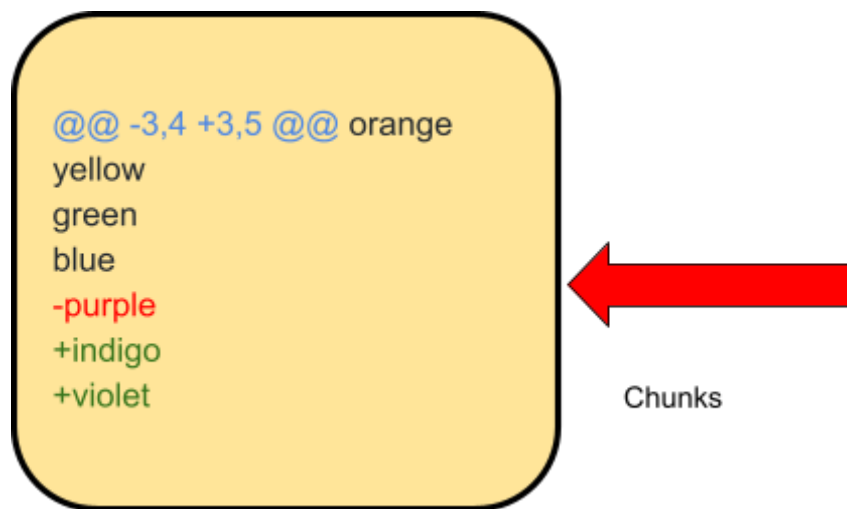 @@ -3,4 +3,5 @@ orange
yellow
green
blue
-purple
+indigo
+violet
Chunks